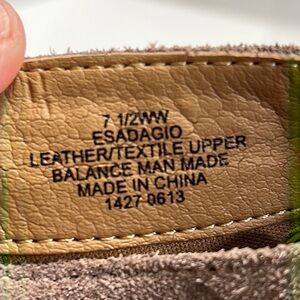 7 1/2WW
ESADAGIO
LEATHER/TEXTILE UPPER
BALANCE MAN MADE
MADE IN CHINA
1427 0613